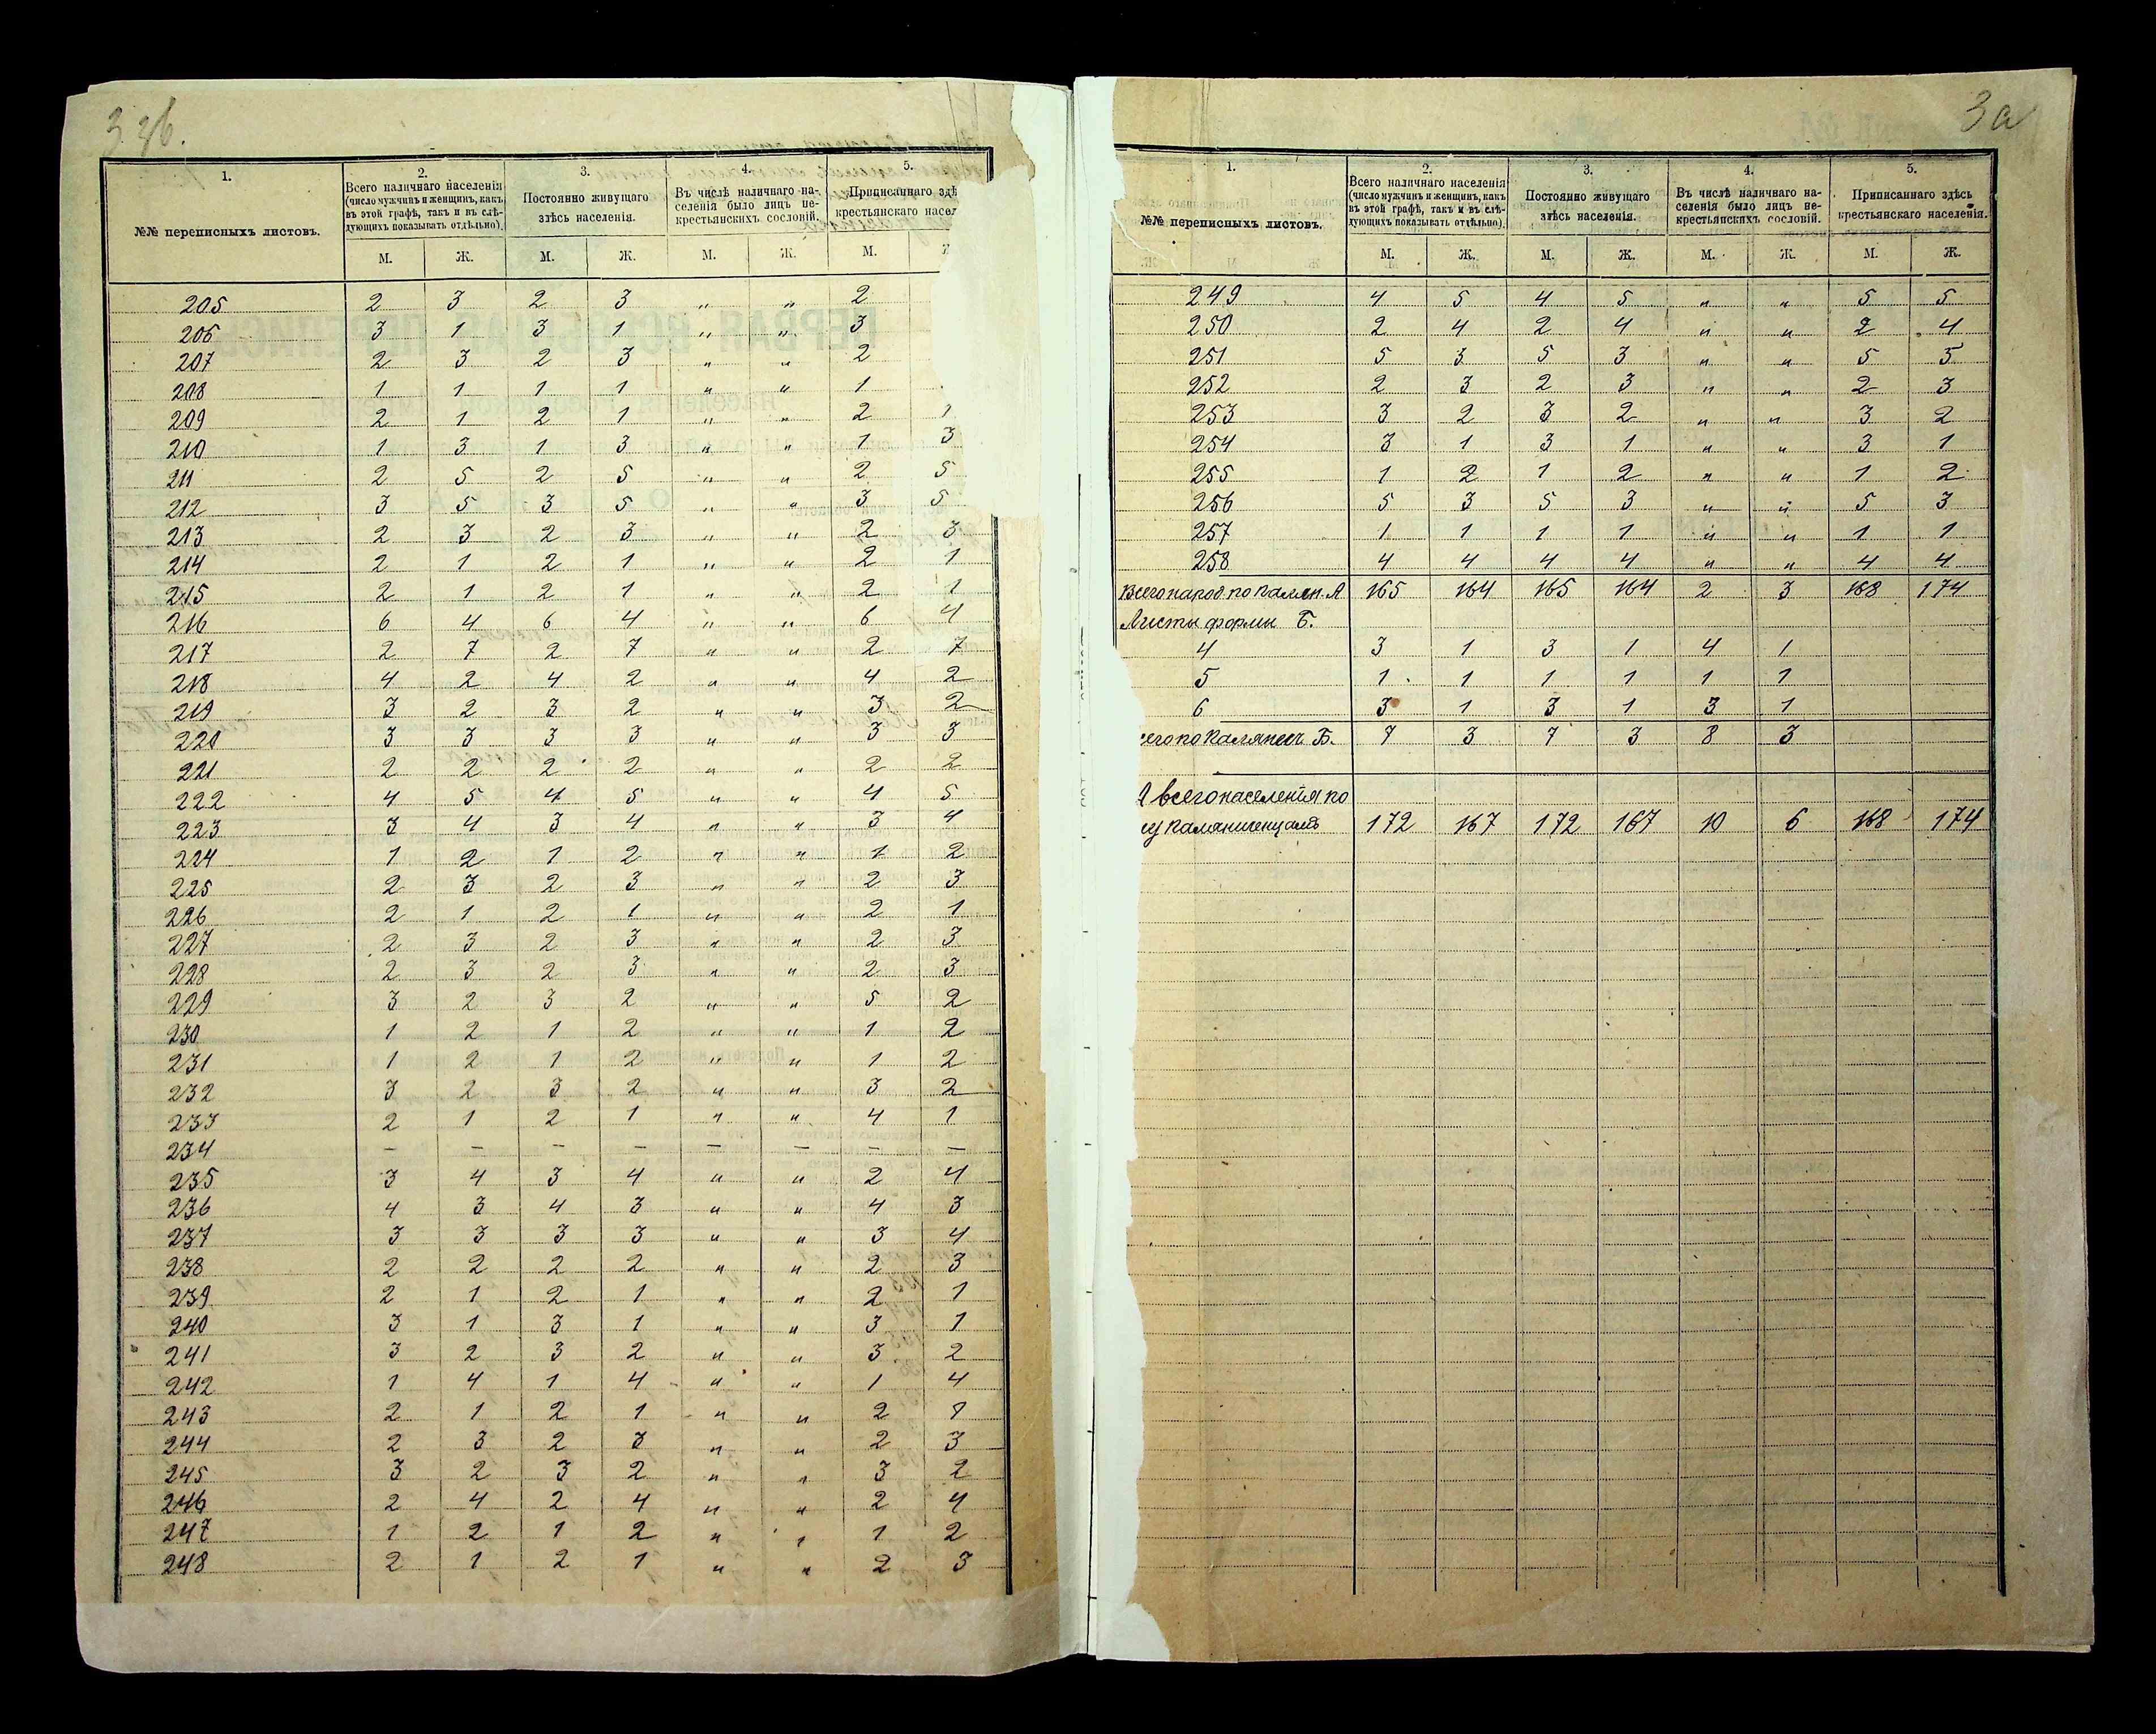 3 зв.
1. 2. 3. 4. 5.
№№ переписныхъ листовъ. Всего наличнаго населенія (число мужчинъ и женщинъ, какъ въ этой графѣ, такъ и въ слѣдующихъ показывать отдѣльно). Постоянно живущаго здѣсь населенія. Въ числѣ наличнаго населенія было лицъ некрестьянскихъ сословій. Приписаннаго здѣ крестьянскаго насел
М. Ж. М. Ж. М. Ж. М.
205 2 3 2 3 " " 2
206 3 1 3 1 " " 3
207 2 3 2 3 " " 2
208 1 1 1 1 " " 1
209 2 1 2 1 " " 2 1
210 1 3 1 3 " " 1 3
211 2 5 2 5 " " 2 5
212 3 5 3 5 " " 3 5
213 2 3 2 3 " " 2 3
214 2 1 2 1 " " 2 1
215 2 1 2 1 " " 2 1
216 6 4 6 4 " " 6 4
217 2 7 2 7 " " 2 7
218 4 2 4 2 " " 4 2
219 3 2 3 2 " " 3 2
220 3 3 3 3 " " 3 3
221 2 2 2 2 " " 2 2
222 4 5 4 5 " " 4 5
223 3 4 3 4 " " 3 4
224 1 2 1 2 " " 1 2
225 2 3 2 3 " " 2 3
226 2 1 2 1 " " 2 1
227 2 3 2 3 " " 2 3
228 2 3 2 3 " " 2 3
229 3 2 3 2 " " 5 2
230 1 2 1 2 " " 1 2
231 1 2 1 2 " " 1 2
232 3 2 3 2 " " 3 2
233 2 1 2 1 " " 4 1
234 — — — — — — — —
235 3 4 3 4 " " 2 4
236 4 3 4 3 " " 4 3
237 3 3 3 3 " " 3 4
238 2 2 2 2 " " 2 3
239 2 1 2 1 " " 2 1
240 3 1 3 1 " " 3 1
241 3 2 3 2 " " 3 2
242 1 4 1 4 " " 1 4
243 2 1 2 1 " " 2 1
244 2 3 2 3 " " 2 3
245 3 2 3 2 " " 3 2
246 2 4 2 4 " " 2 4
247 1 2 1 2 " " 1 2
248 2 1 2 1 " " 2 3
3а
1. 2. 3. 4. 5.
№№ переписныхъ листовъ. Всего наличнаго населенія (число мужчинъ и женщинъ, какъ въ этой графѣ, такъ и въ слѣдующихъ показывать отдѣльно). Постоянно живущаго здѣсь населенія. Въ числѣ наличнаго населенія было лицъ некрестьянскихъ сословій. Приписаннаго здѣсь крестьянскаго населенія.
М. Ж. М. Ж. М. Ж. М. Ж.
249 4 5 4 5 " " 5 5
250 2 4 2 4 " " 2 4
251 5 3 5 3 " " 5 5
252 2 3 2 3 " " 2 3
253 3 2 3 2 " " 3 2
254 3 1 3 1 " " 3 1
255 1 2 1 2 " " 1 2
256 5 3 5 3 " " 5 3
257 1 1 1 1 " " 1 1
258 4 4 4 4 " " 4 4
Всего народ. по А 165 164 165 164 2 3 168 174
Листы формы Б.
4 3 1 3 1 4 1
5 1 1 1 1 1 1
6 3 1 3 1 3 1
сего по Б. 7 3 7 3 8 3
А всего населенія по
172 167 172 167 10 6 168 174